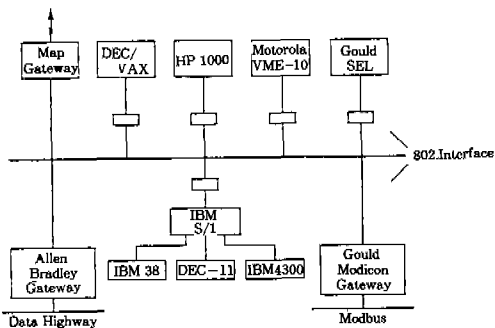 Map
Gateway
DEC/
VAX
HP 1000
Motorola
VME-10
Gould
SEL
802.Interface
IBM
S/1
IBM 38
DEC-11
IBM4300
Allen
Bradley
Gateway
Gould
Modicon
Gateway
Data Highway
Modbus